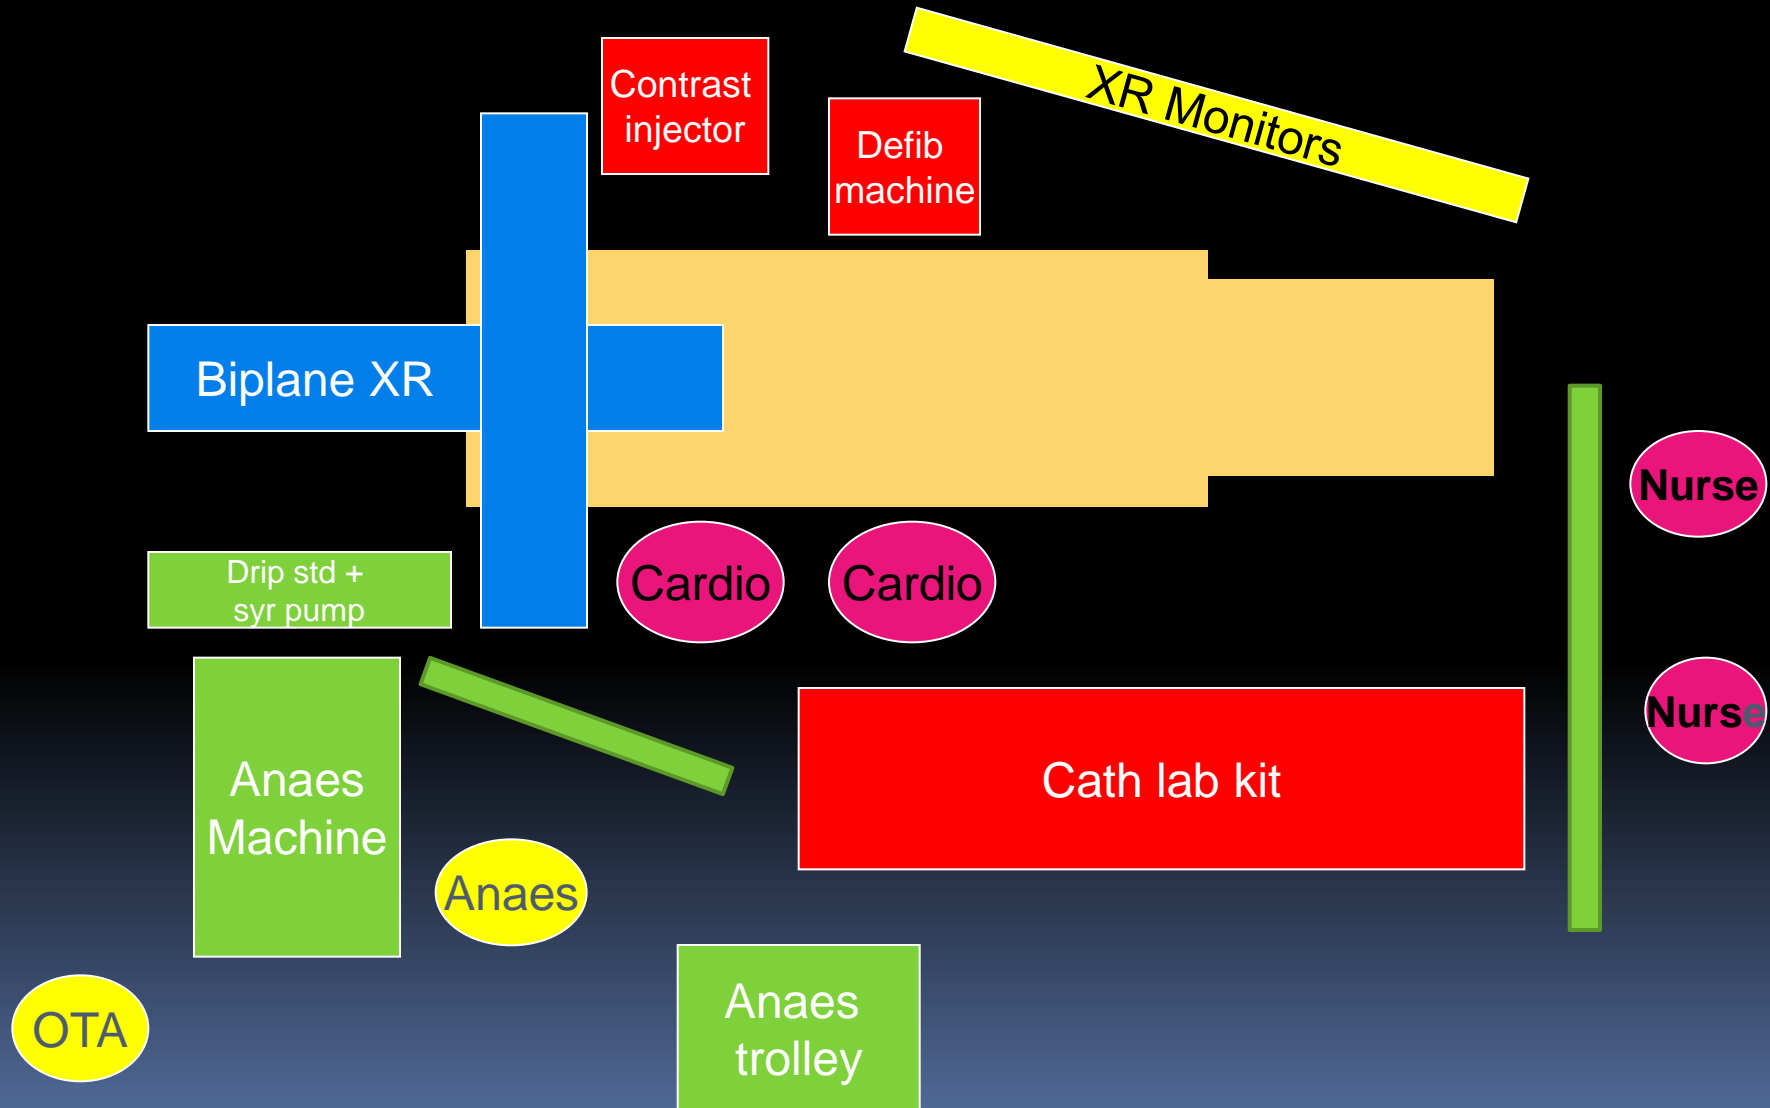 Contrast
injector
XR Monitors
Defib
machine
Biplane XR
Nurse
Drip std +
syr pump
Cardio
Cardio
Nurse
Anaes
Machine
Cath lab kit
Anaes
OTA
Anaes
trolley